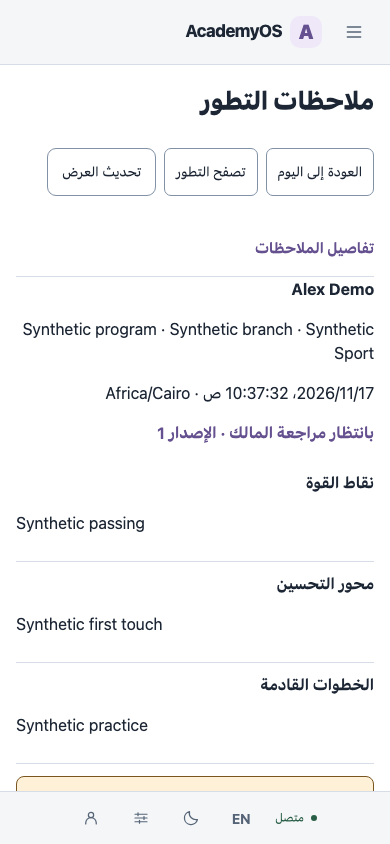 A AcademyOS
ملاحظات التطور
العودة إلى اليوم
تصفح التطور
تحديث العرض
تفاصيل الملاحظات
Alex Demo
Synthetic program · Synthetic branch · Synthetic
Sport
17‏/11‏/2026، 10:37:32 ص · Africa/Cairo
بانتظار مراجعة المالك · الإصدار 1
نقاط القوة
Synthetic passing
محور التحسين
Synthetic first touch
الخطوات القادمة
Synthetic practice
متصل
EN